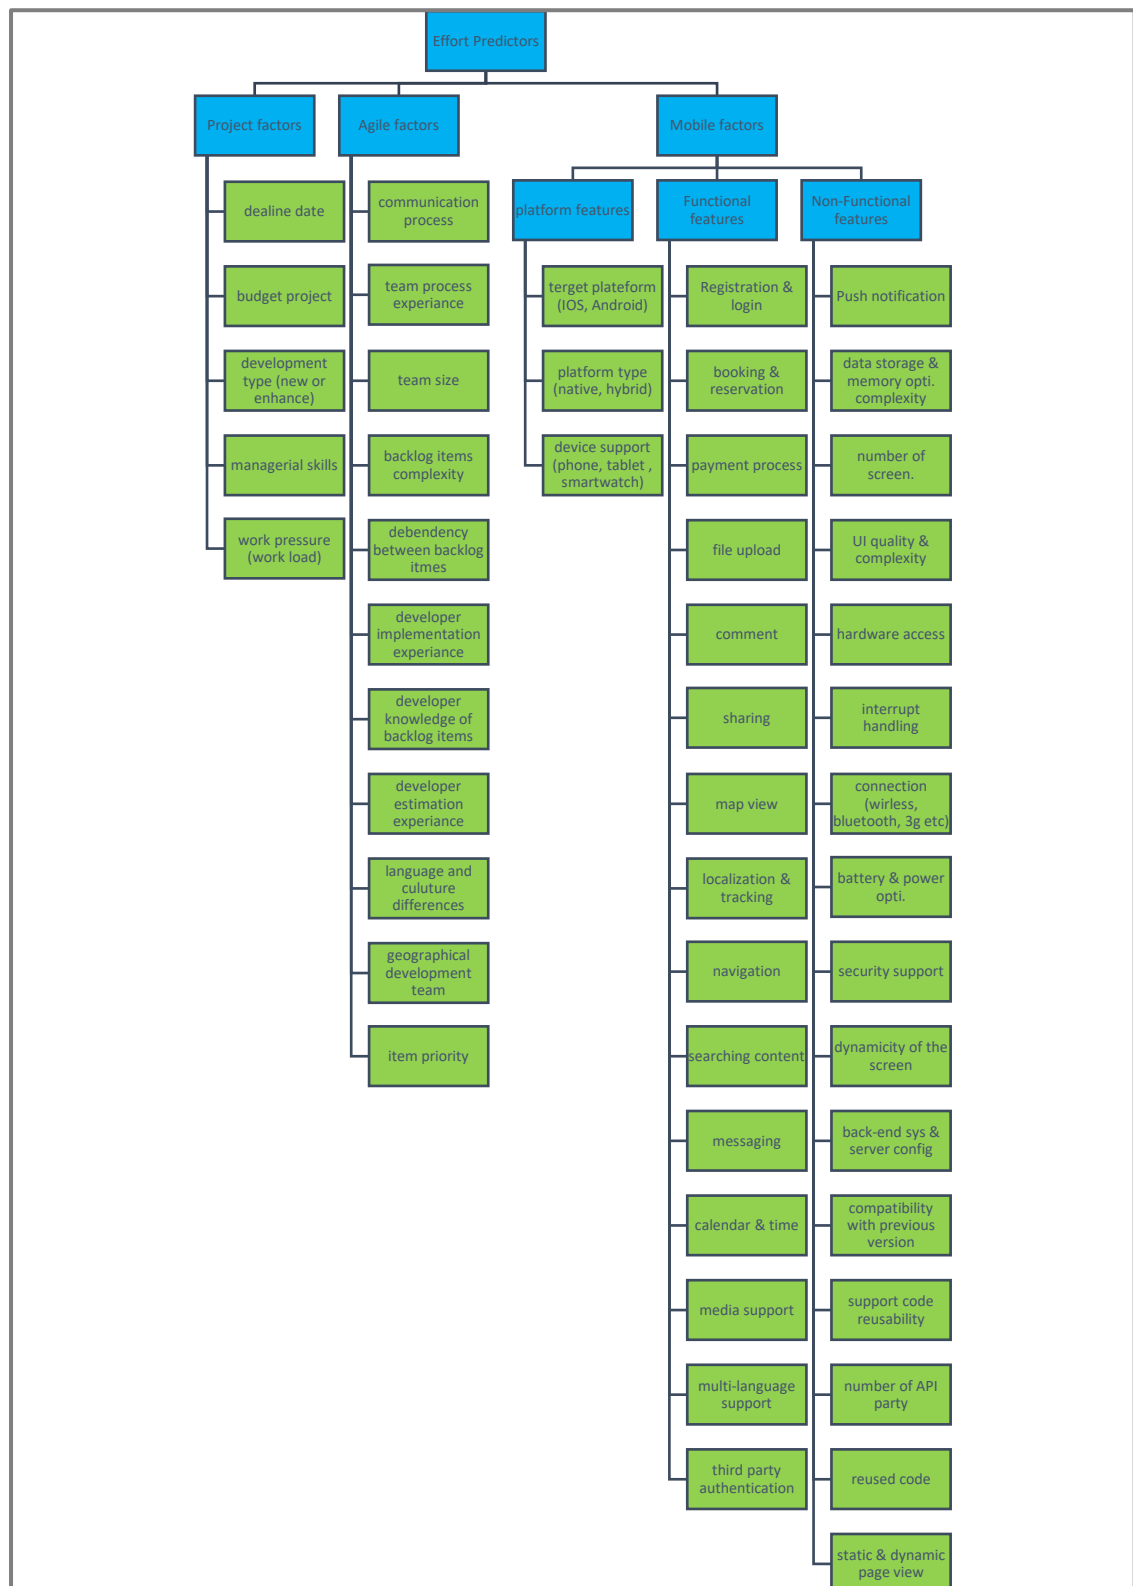 Effort Predictors
Project factors
Agile factors
Mobile factors
dealine date
budget project
development
type (new or
enhance)
managerial skills
work pressure
(work load)
communication
process
team process
experiance
team size
backlog items
complexity
debendency
between backlog
itmes
developer
implementation
experiance
developer
knowledge of
backlog items
developer
estimation
experiance
language and
culuture
differences
geographical
development
team
item priority
platform features
terget plateform
(IOS, Android)
platform type
(native, hybrid)
device support
(phone, tablet ,
smartwatch)
Functional
features
Registration &
login
booking &
reservation
payment process
file upload
comment
sharing
map view
localization &
tracking
navigation
searching content
messaging
calendar & time
media support
multi-language
support
third party
authentication
Non-Functional
features
Push notification
data storage &
memory opti.
complexity
number of
screen.
UI quality &
complexity
hardware access
interrupt
handling
connection
(wirless,
bluetooth, 3g etc)
battery & power
opti.
security support
dynamicity of the
screen
back-end sys &
server config
compatibility
with previous
version
support code
reusability
number of API
party
reused code
static & dynamic
page view